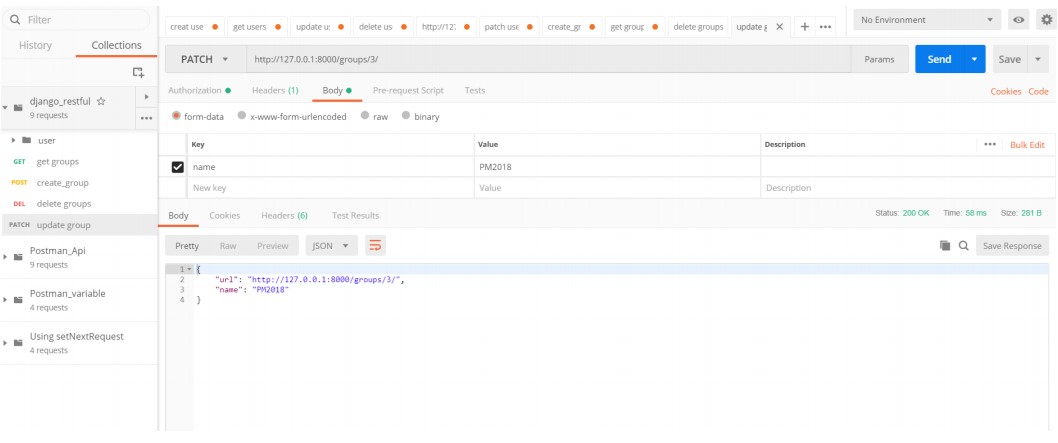 Filter
History Collections
django_restful
9 requests
user
GET get groups
POST create_group
DEL delete groups
PATCH update group
Postman_Api
9 requests
Postman_variable
4 requests
Using setNextRequest
4 requests
creat use get users update us delete us http://127 patch use create_gr get group delete groups update g
No Environment
PATCH http://127.0.0.1:8000/groups/3/ Params Send Save
Authorization Headers (1) Body Pre-request Script Tests Cookies Code
form-data x-www-form-urlencoded raw binary
Key Value Description Bulk Edit
name PM2018
New key Value Description
Body Cookies Headers (6) Test Results Status: 200 OK Time: 58 ms Size: 281 B
Pretty Raw Preview JSON Save Response
1 {
2 "url": "http://127.0.0.1:8000/groups/3/",
3 "name": "PM2018"
4 }